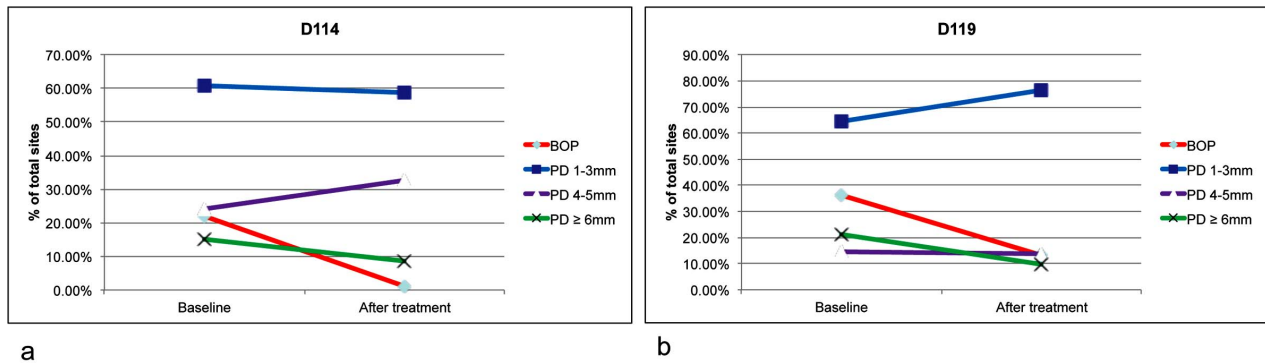 D114
70.00%
60.00%
50.00%
40.00%
30.00%
20.00%
10.00%
0.00%
% of total sites
Baseline
After treatment
BOP
PD 1-3mm
PD 4-5mm
PD ≥ 6mm
a
D119
90.00%
80.00%
70.00%
60.00%
50.00%
40.00%
30.00%
20.00%
10.00%
0.00%
% of total sites
Baseline
After treatment
BOP
PD 1-3mm
PD 4-5mm
PD ≥ 6mm
b